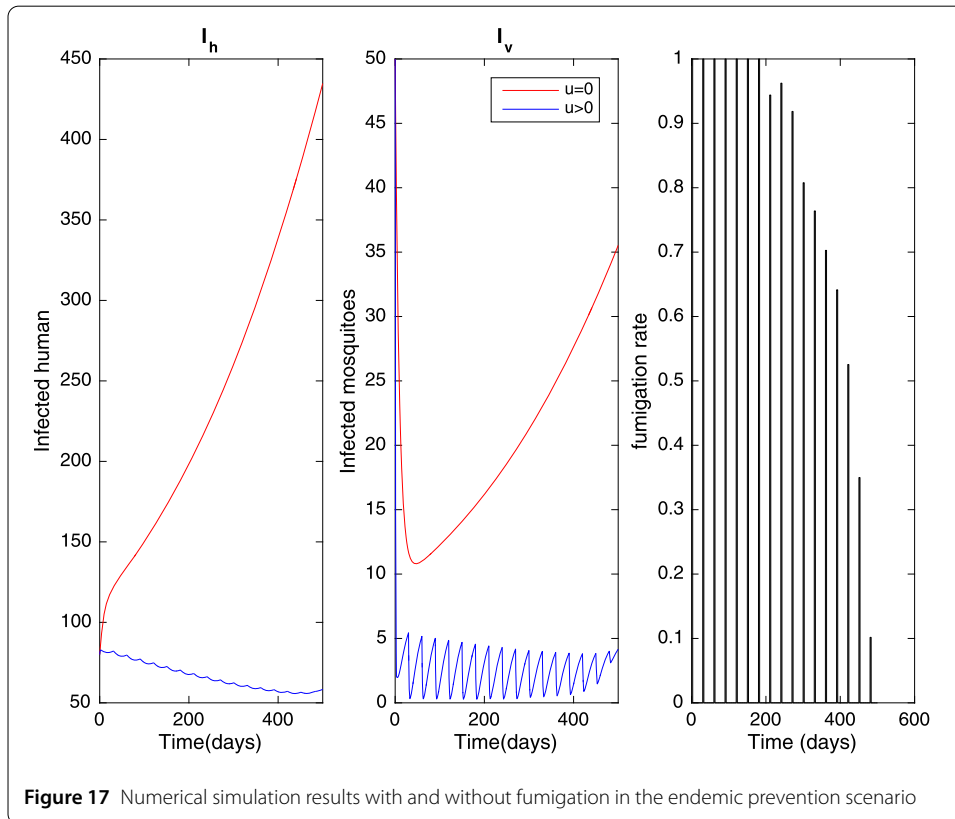 I_h
450
400
350
300
250
200
150
100
50
Infected human
0 200 400
Time(days)
I_v
50
45
40
35
30
25
20
15
10
5
0
Infected mosquitoes
u=0
u>0
0 200 400
Time(days)
1
0.9
0.8
0.7
0.6
0.5
0.4
0.3
0.2
0.1
0
fumigation rate
0 200 400 600
Time (days)
Figure 17 Numerical simulation results with and without fumigation in the endemic prevention scenario